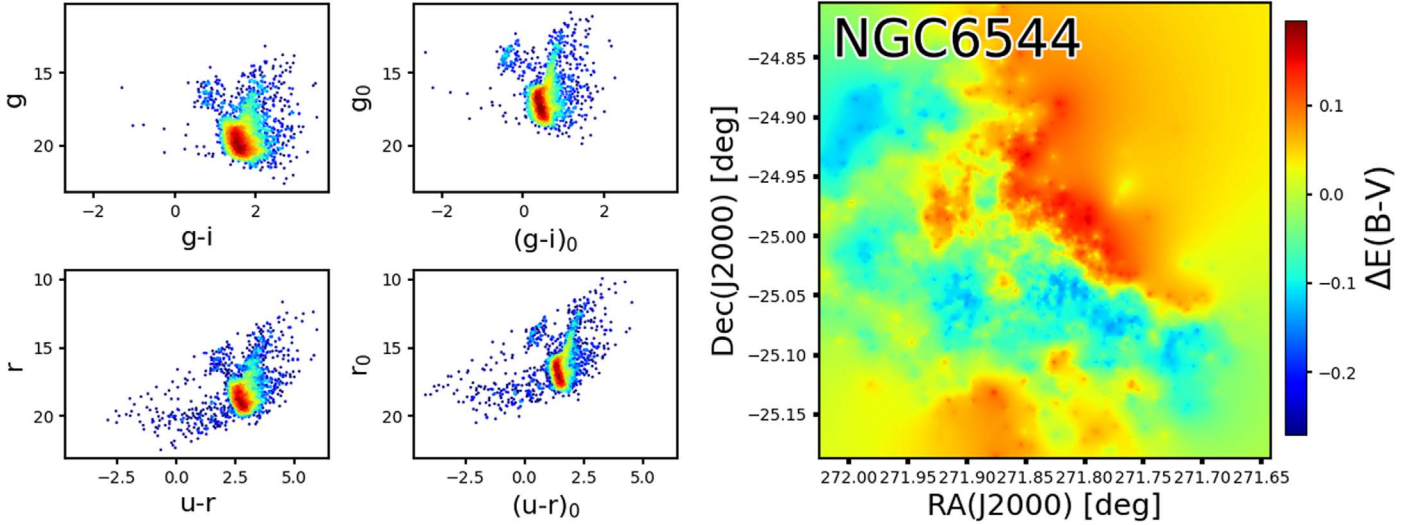 15
20
g
−2
0
2
g-i
15
20
g₀
−2
0
2
(g-i)₀
10
15
20
r
−2.5
0.0
2.5
5.0
u-r
10
15
20
r₀
−2.5
0.0
2.5
5.0
(u-r)₀
NGC6544
−24.85
−24.90
−24.95
−25.00
−25.05
−25.10
−25.15
Dec(J2000) [deg]
272.00 271.95 271.90 271.85 271.80 271.75 271.70 271.65
RA(J2000) [deg]
0.1
0.0
−0.1
−0.2
ΔE(B-V)